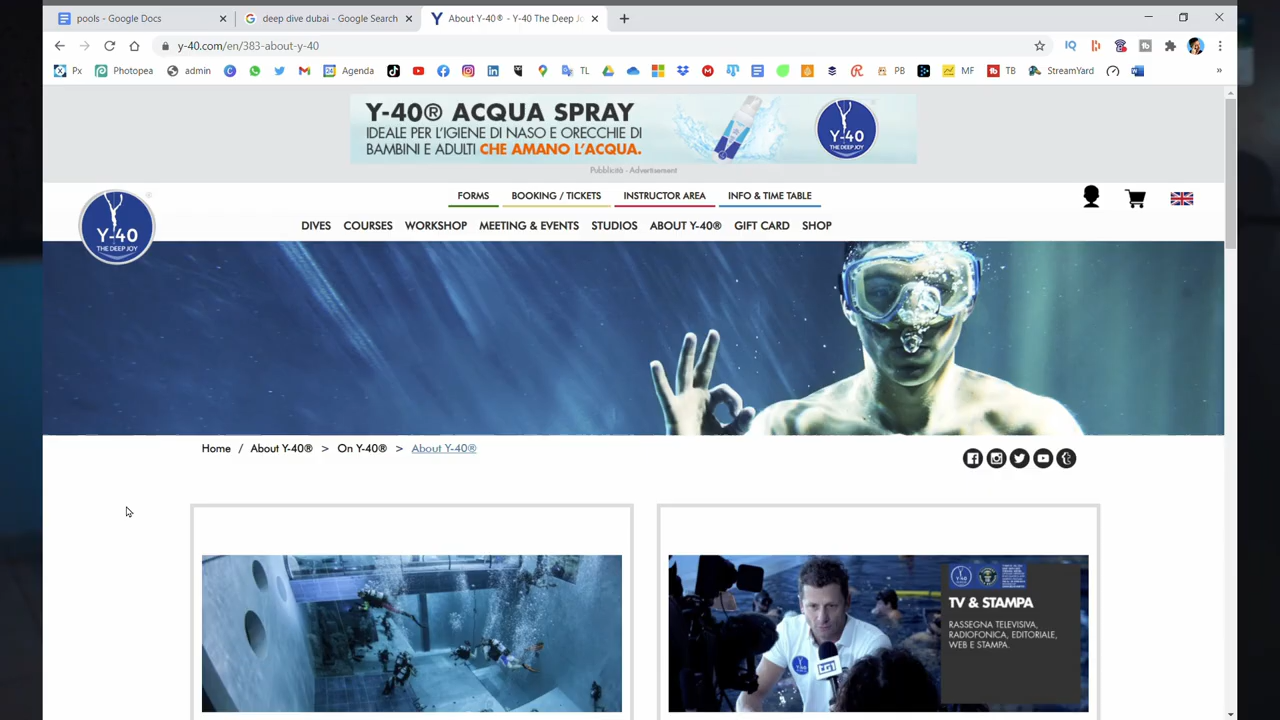 pools - Google Docs
deep dive dubai - Google Search
About Y-40® - Y-40 The Deep Jo
y-40.com/en/383-about-y-40
Px
Photopea
admin
Agenda
TL
PB
MF
TB
StreamYard
»
Y-40® ACQUA SPRAY
IDEALE PER L'IGIENE DI NASO E ORECCHIE DI
BAMBINI E ADULTI CHE AMANO L'ACQUA.
Y-40
THE DEEP JOY
Pubblicità - Advertisement
FORMS
BOOKING / TICKETS
INSTRUCTOR AREA
INFO & TIME TABLE
Y-40
THE DEEP JOY
DIVES
COURSES
WORKSHOP
MEETING & EVENTS
STUDIOS
ABOUT Y-40®
GIFT CARD
SHOP
Home / About Y-40® > On Y-40® > About Y-40®
TV & STAMPA
RASSEGNA TELEVISIVA,
RADIOFONICA, EDITORIALE,
WEB E STAMPA.